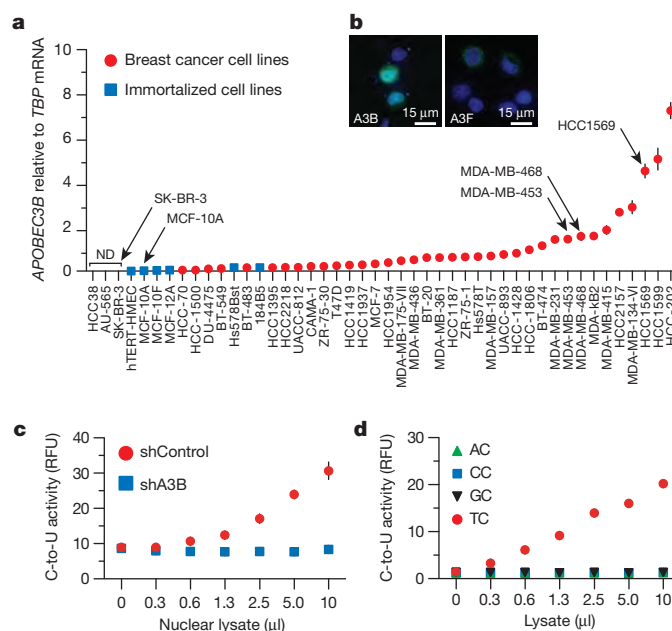 a
APOBEC3B relative to TBP mRNA
10
8
6
4
2
0
Breast cancer cell lines
Immortalized cell lines
ND
SK-BR-3
MCF-10A
MDA-MB-468
MDA-MB-453
HCC1569
b
A3B
15 μm
A3F
15 μm
HCC38
AU-565
SK-BR-3
hTERT-HMEC
MCF-10A
MCF-10F
MCF-12A
HCC-70
HCC1500
DU-4475
BT-549
Hs578Bst
BT-483
184B5
HCC1395
HCC2218
UACC-812
CAMA-1
ZR-75-30
T47D
HCC1419
HCC1937
MCF-7
HCC1954
MDA-MB-175-VII
MDA-MB-436
BT-20
MDA-MB-361
HCC1187
ZR-75-1
Hs578T
MDA-MB-157
UACC-893
HCC-1428
HCC-1806
BT-474
MDA-MB-231
MDA-MB-453
MDA-MB-468
MDA-kB2
MDA-MB-415
HCC2157
MDA-MB-134-VI
HCC1569
HCC1599
c
C-to-U activity (RFU)
40
30
20
10
0
shControl
shA3B
0 0.3 0.6 1.3 2.5 5.0 10
Nuclear lysate (μl)
d
C-to-U activity (RFU)
30
20
10
0
AC
CC
GC
TC
0 0.3 0.6 1.3 2.5 5.0 10
Lysate (μl)